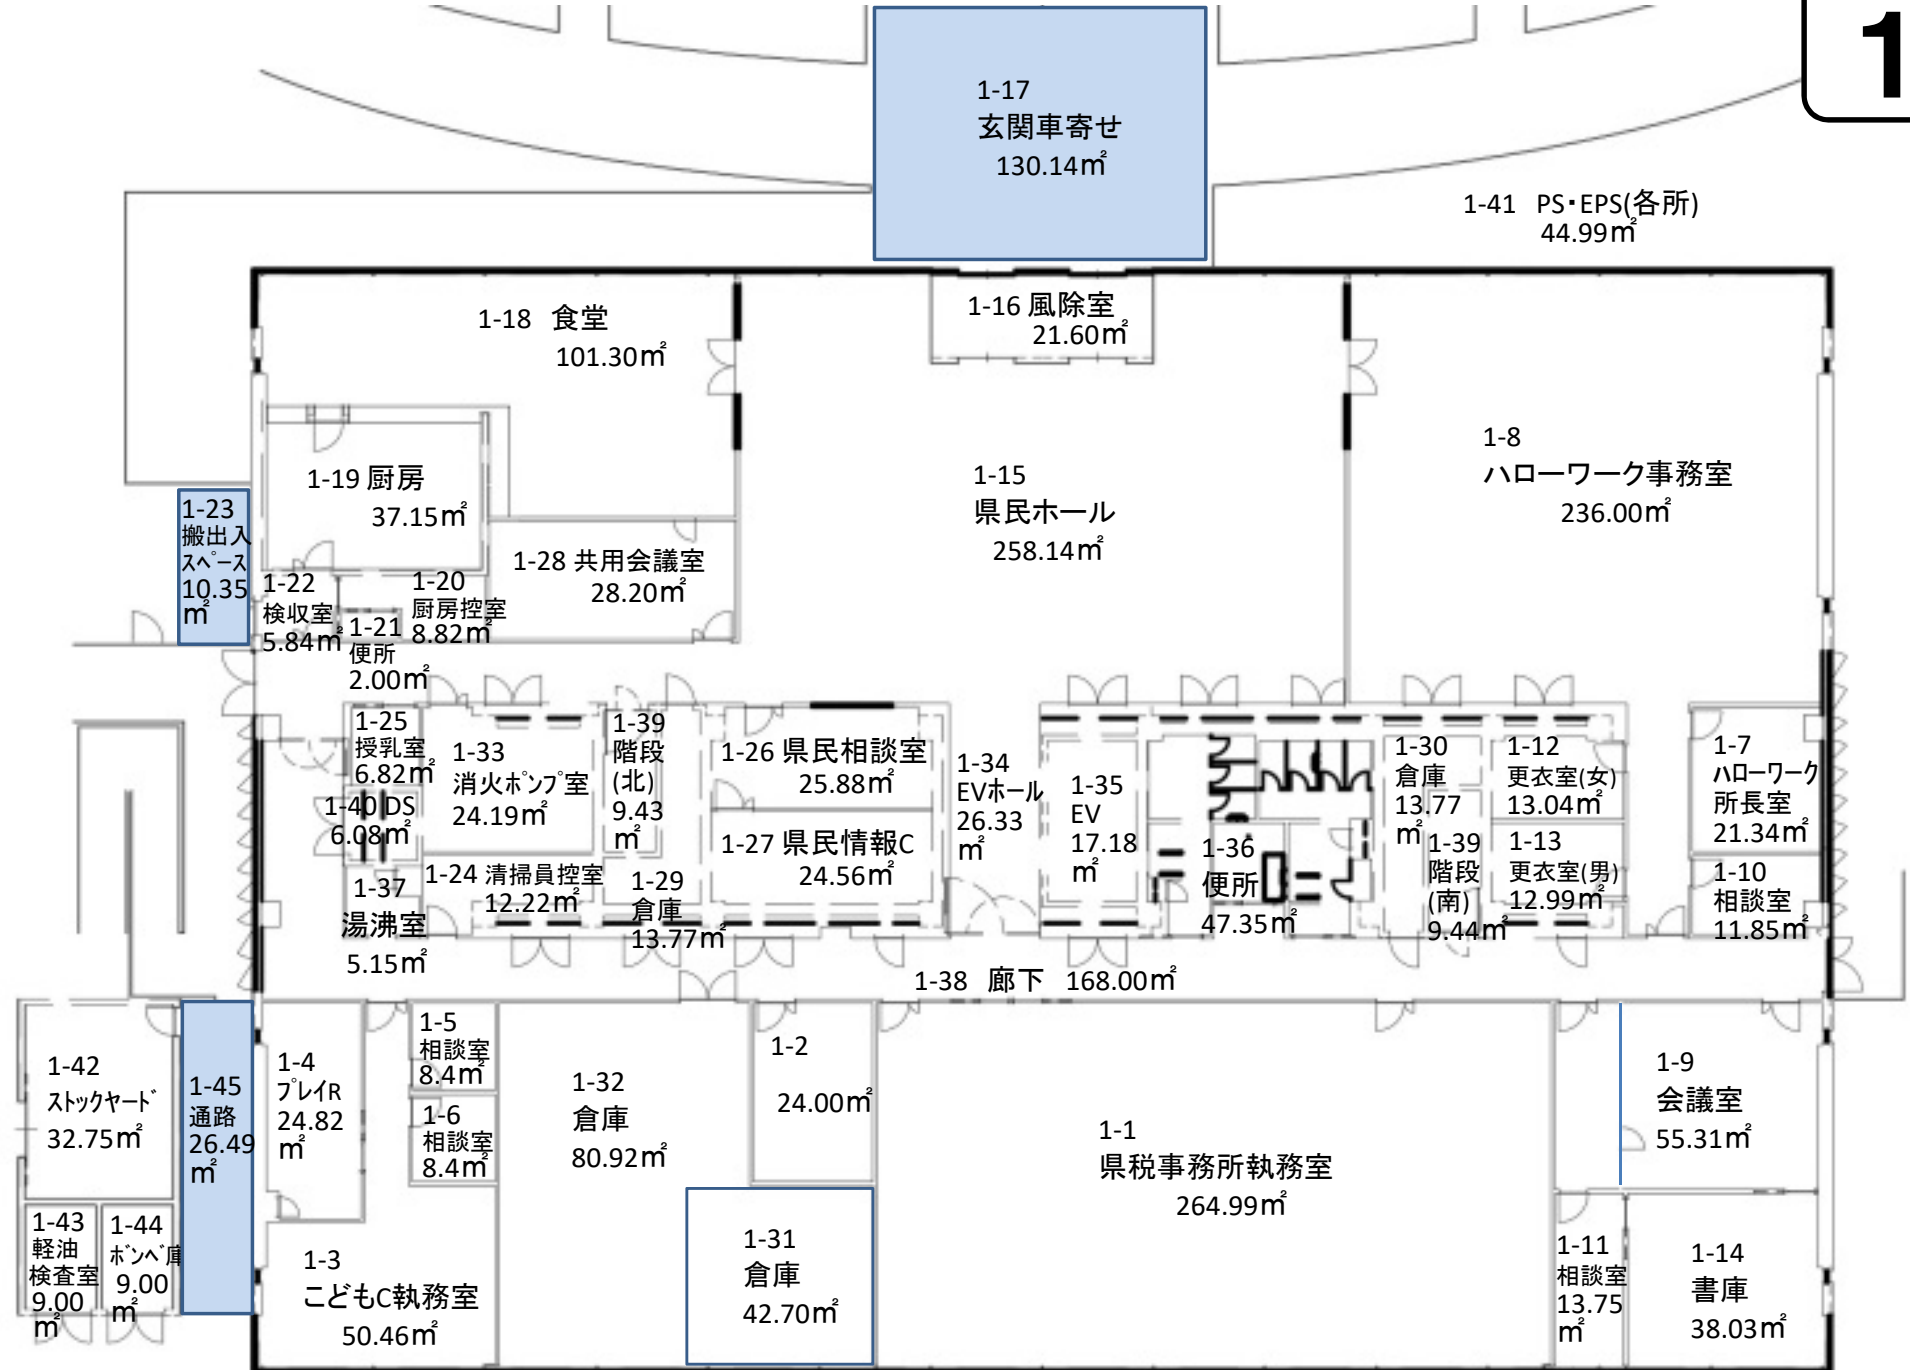 1
1-17
玄関車寄せ
130.14㎡
1-41 PS・EPS(各所)
44.99㎡
1-16 風除室
21.60㎡
1-18 食堂
101.30㎡
1-8
ハローワーク事務室
236.00㎡
1-15
県民ホール
258.14㎡
1-19 厨房
37.15㎡
1-23
搬出入
ｽﾍﾟｰｽ
10.35
㎡
1-28 共用会議室
28.20㎡
1-22
検収室
5.84㎡
1-20
厨房控室
8.82㎡
1-21
便所
2.00㎡
1-25
授乳室
6.82㎡
1-33
消火ﾎﾟﾝﾌﾟ室
24.19㎡
1-39
階段
(北)
9.43
㎡
1-26 県民相談室
25.88㎡
1-34
EVホール
26.33
㎡
1-35
EV
17.18
㎡
1-30
倉庫
13.77
㎡
1-12
更衣室(女)
13.04㎡
1-7
ﾊﾛｰﾜｰｸ
所長室
21.34㎡
1-40 DS
6.08㎡
1-27 県民情報C
24.56㎡
1-36
便所
47.35㎡
1-39
階段
(南)
9.44㎡
1-13
更衣室(男)
12.99㎡
1-10
相談室
11.85㎡
1-24 清掃員控室
12.22㎡
1-29
倉庫
13.77㎡
1-37
湯沸室
5.15㎡
1-38 廊下 168.00㎡
1-42
ｽﾄｯｸﾔｰﾄﾞ
32.75㎡
1-45
通路
26.49
㎡
1-4
ﾌﾟﾚｲR
24.82
㎡
1-5
相談室
8.4㎡
1-6
相談室
8.4㎡
1-32
倉庫
80.92㎡
1-2
24.00㎡
1-1
県税事務所執務室
264.99㎡
1-9
会議室
55.31㎡
1-43
軽油
検査室
9.00
㎡
1-44
ﾎﾞﾝﾍﾞ庫
9.00
㎡
1-3
こどもC執務室
50.46㎡
1-31
倉庫
42.70㎡
1-11
相談室
13.75
㎡
1-14
書庫
38.03㎡